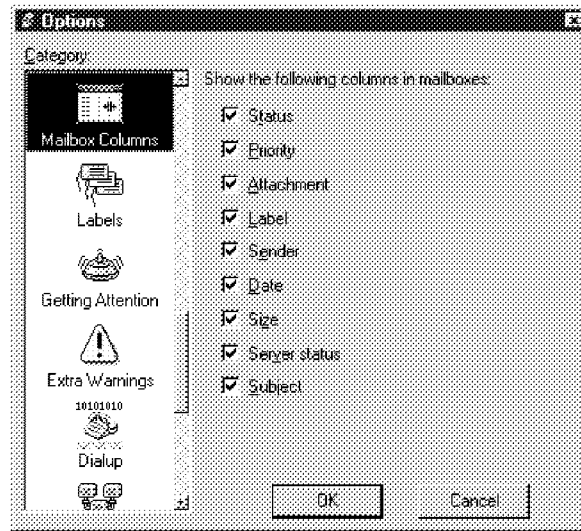 Options
Category:
Mailbox Columns
Labels
Getting Attention
Extra Warnings
10101010
Dialup
Show the following columns in mailboxes:
Status
Priority
Attachment
Label
Sender
Date
Size
Server status
Subject
OK
Cancel